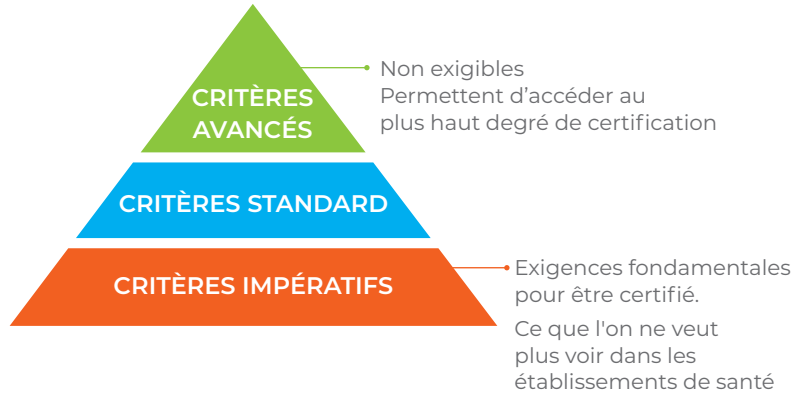 CRITÈRES
AVANCÉS
Non exigibles
Permettent d’accéder au
plus haut degré de certification
CRITÈRES STANDARD
CRITÈRES IMPÉRATIFS
Exigences fondamentales
pour être certifié.
Ce que l'on ne veut
plus voir dans les
établissements de santé